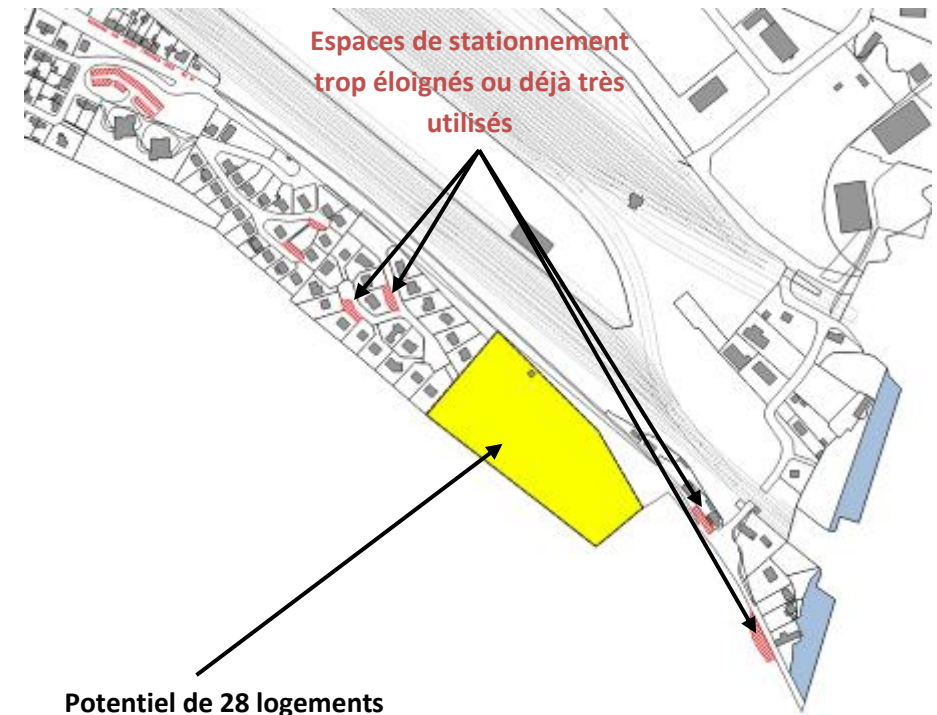 Espaces de stationnement
trop éloignés ou déjà très
utilisés
Potentiel de 28 logements